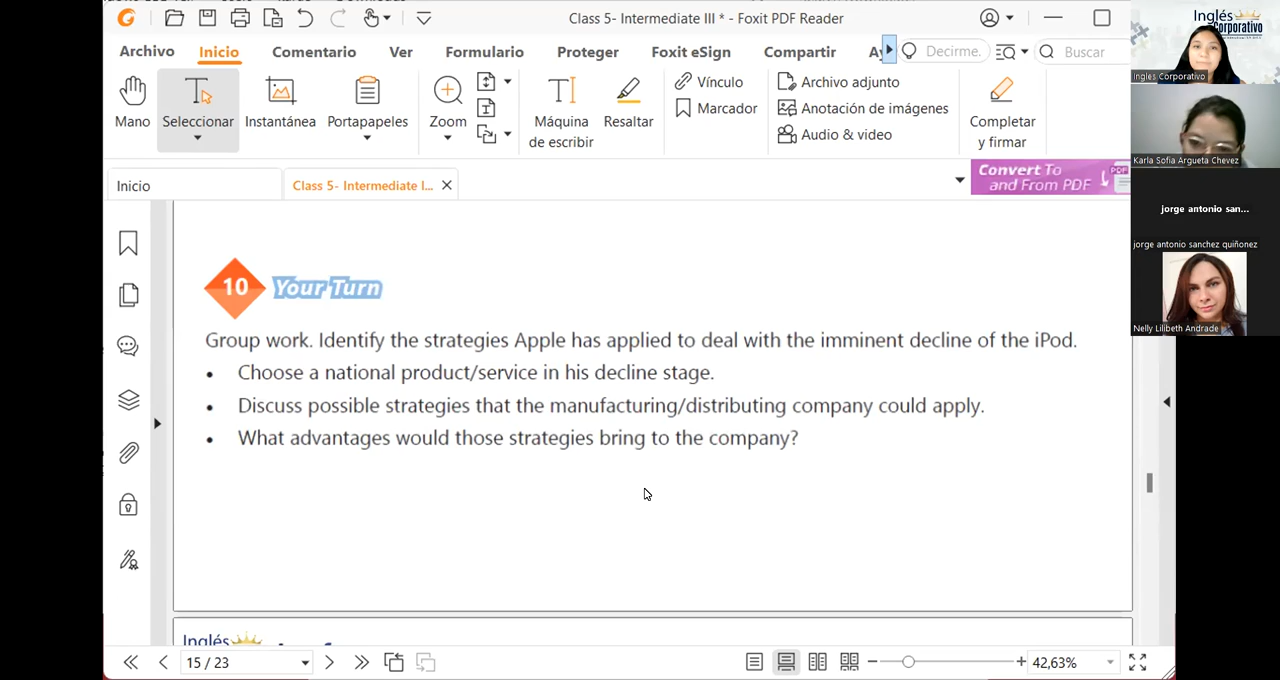 Class 5- Intermediate III * - Foxit PDF Reader
Archivo Inicio Comentario Ver Formulario Proteger Foxit eSign Compartir Decirme. Buscar
Mano Seleccionar Instantánea Portapapeles Zoom Máquina de escribir Resaltar
Vínculo
Marcador
Archivo adjunto
Anotación de imágenes
Audio & video
Completar y firmar
Inicio
Class 5- Intermediate I...
Convert To
and From PDF
PDF
10 Your Turn
Group work. Identify the strategies Apple has applied to deal with the imminent decline of the iPod.
• Choose a national product/service in his decline stage.
• Discuss possible strategies that the manufacturing/distributing company could apply.
• What advantages would those strategies bring to the company?
Inglés
15 / 23
42,63%
Inglés
Corporativo
Ingles Corporativo
Karla Sofia Argueta Chevez
jorge antonio san...
jorge antonio sanchez quiñonez
Nelly Lilibeth Andrade